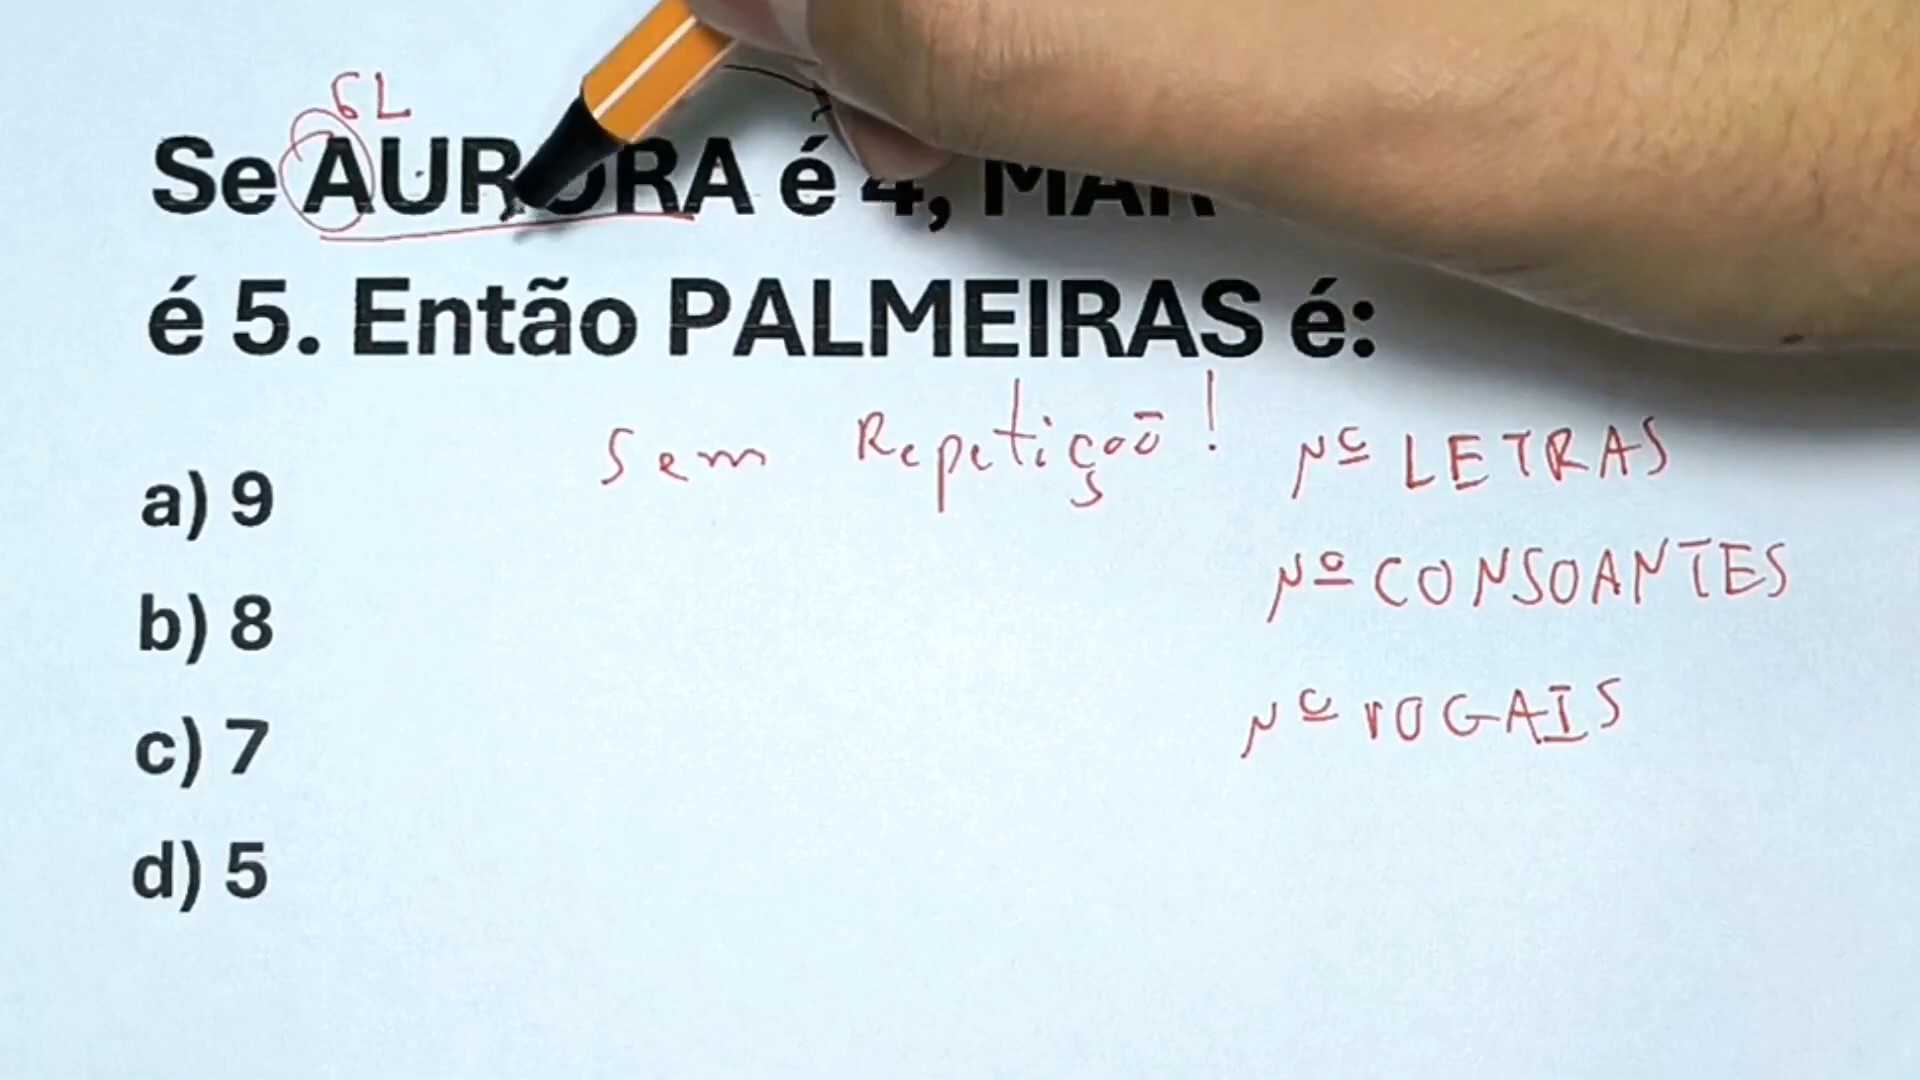 6L
Se AURORA é 4, MAR
é 5. Então PALMEIRAS é:
Sem Repetição! Nº LETRAS
a) 9
Nº CONSOANTES
b) 8
Nº VOGAIS
c) 7
d) 5